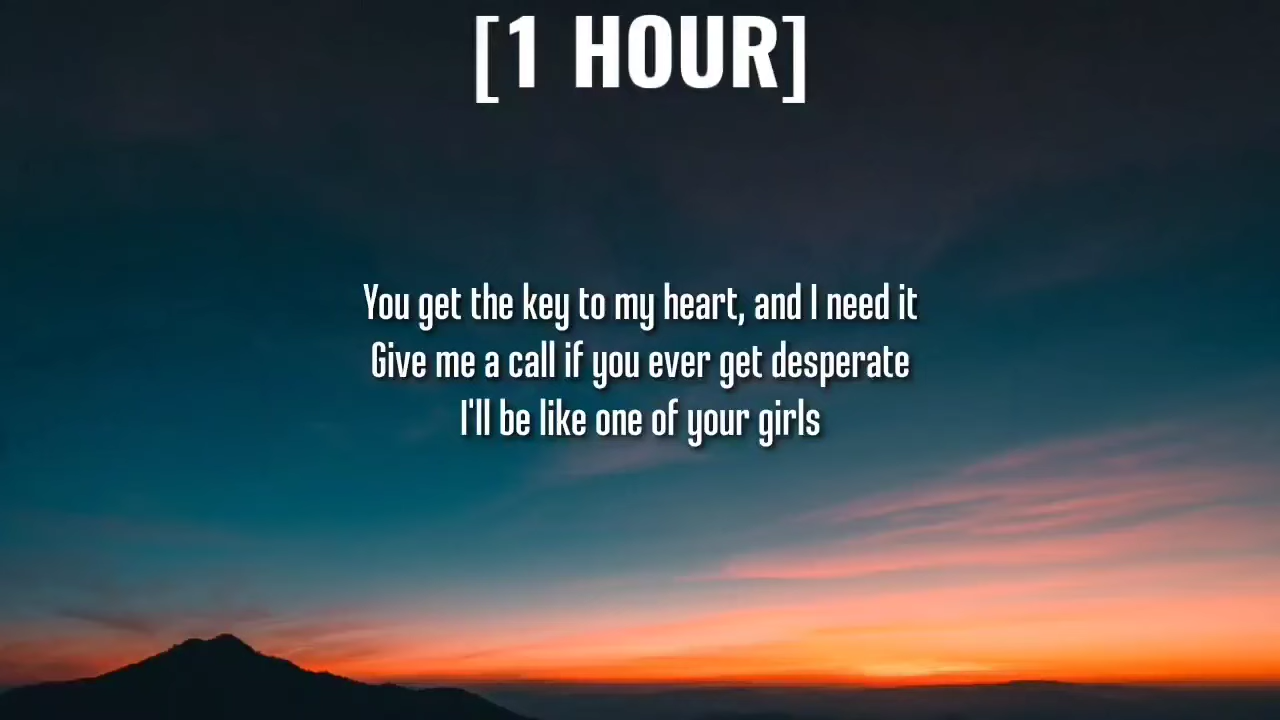 [1 HOUR]
You get the key to my heart, and I need it
Give me a call if you ever get desperate
I'll be like one of your girls